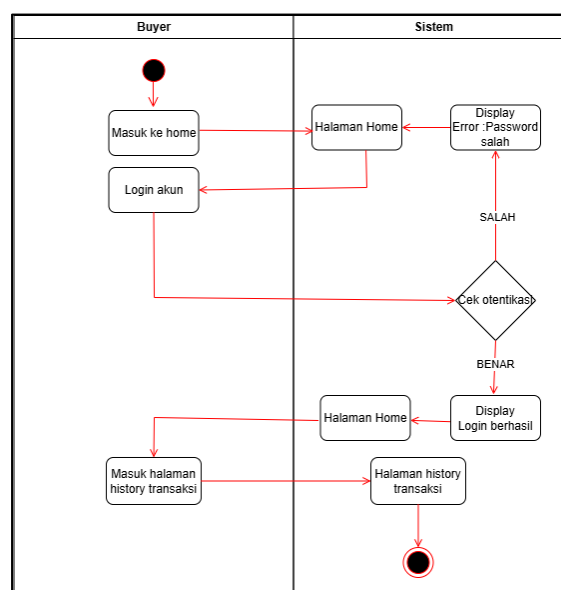 Buyer
Sistem
Masuk ke home
Halaman Home
Display
Error :Password
salah
Login akun
SALAH
Cek otentikasi
BENAR
Halaman Home
Display
Login berhasil
Masuk halaman
history transaksi
Halaman history
transaksi